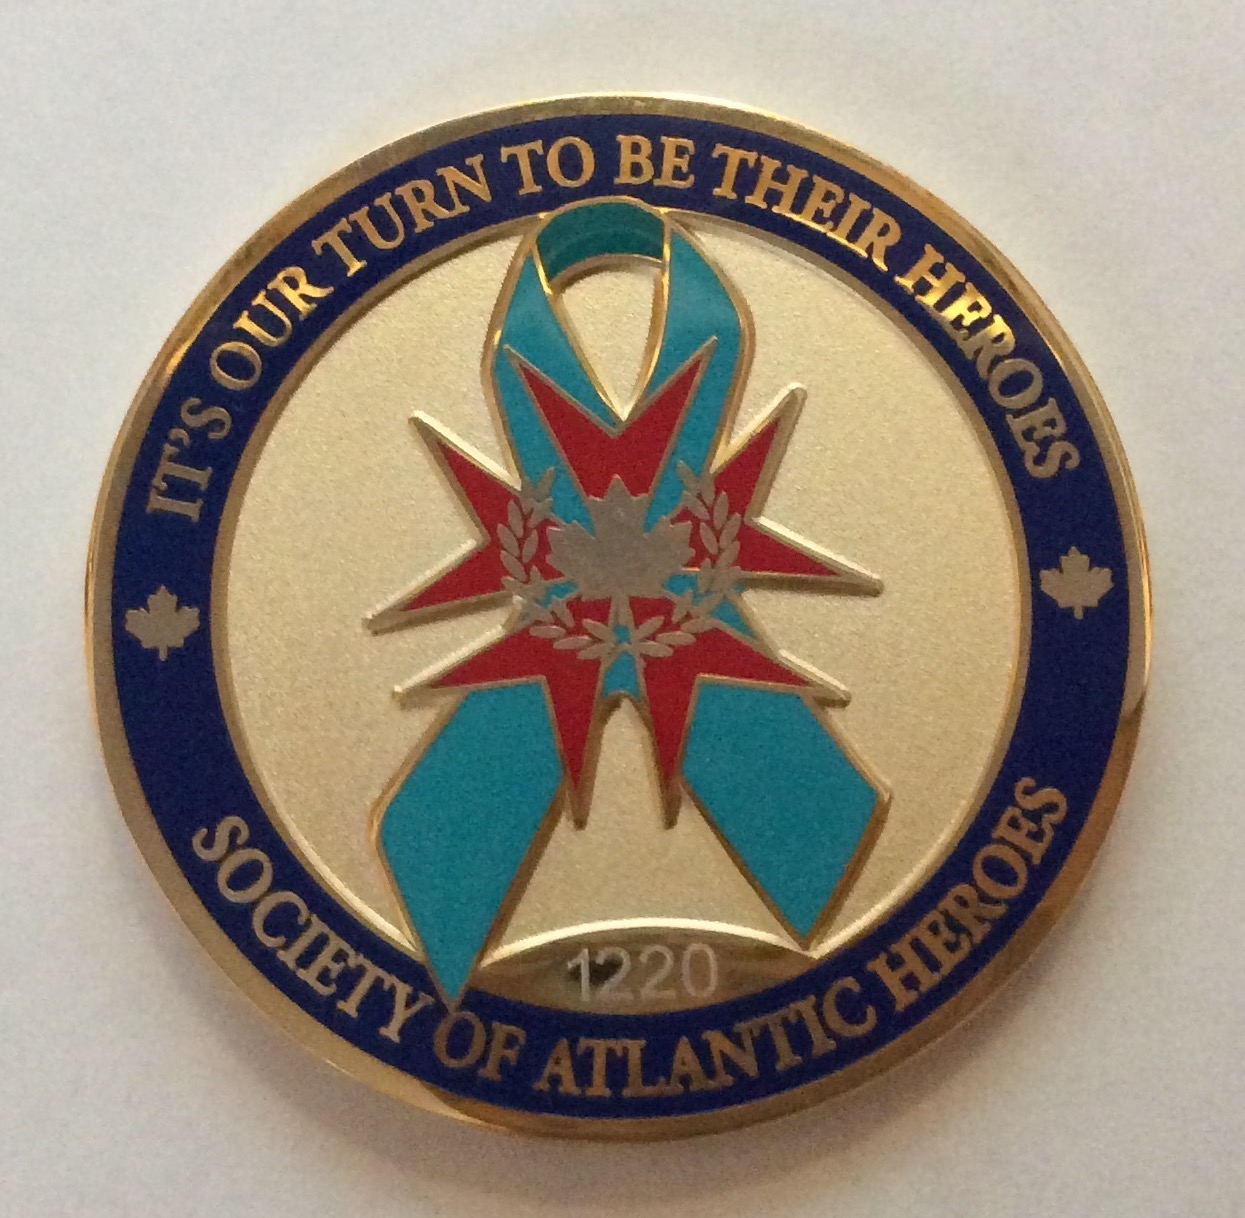 IT'S OUR TURN TO BE THEIR HEROES
1220
SOCIETY OF ATLANTIC HEROES